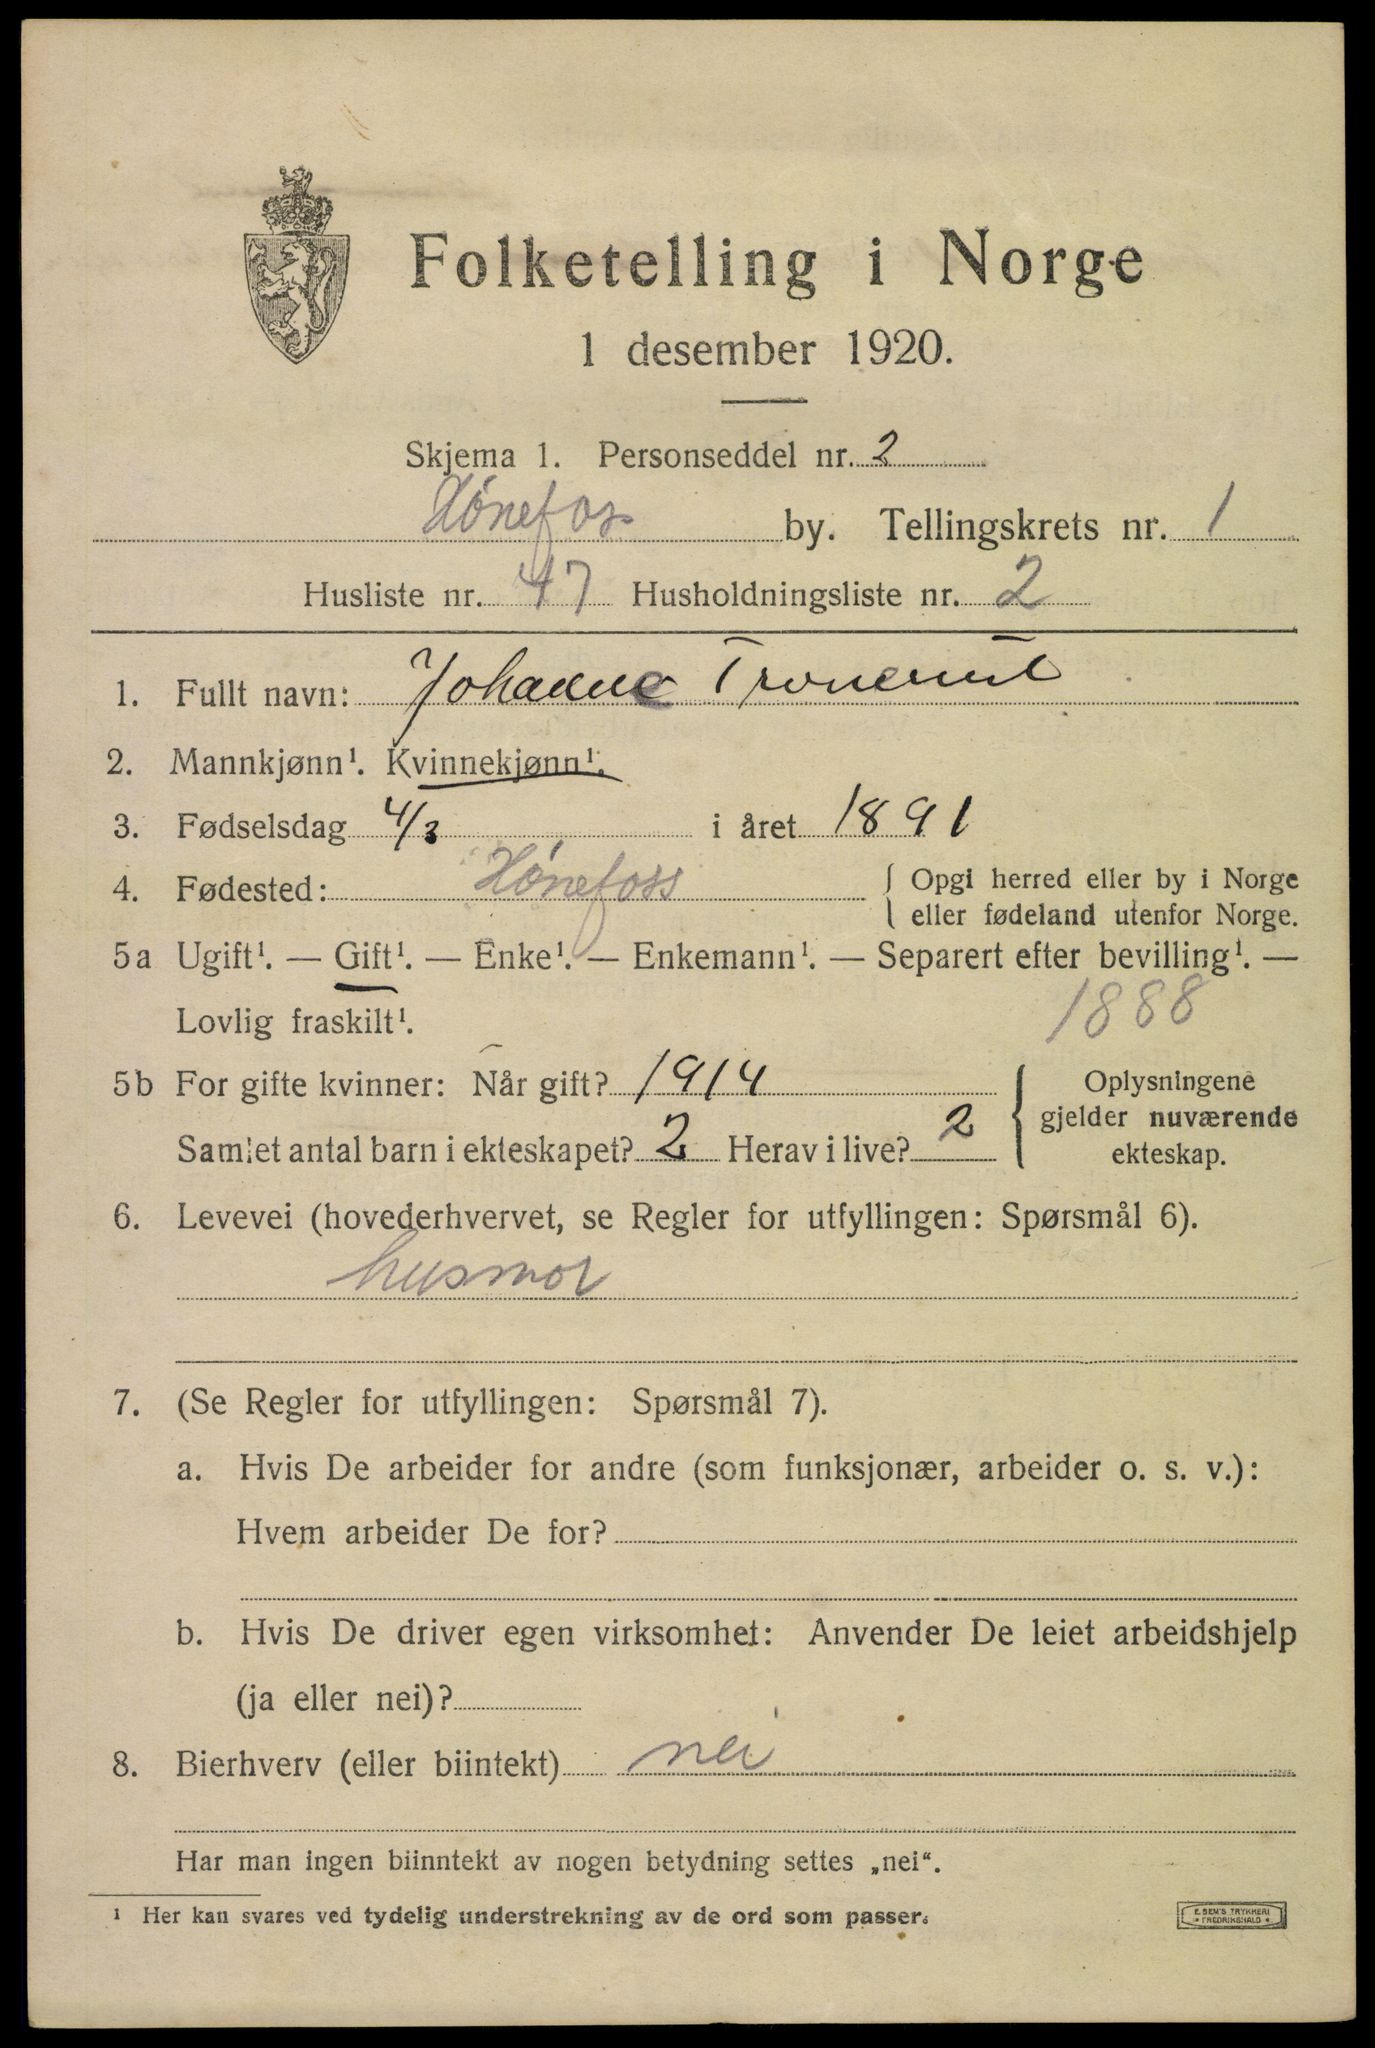 Folketelling i Norge
1 desember 1920.
Skjema 1. Personseddel nr. 2
Hønefoss by. Tellingskrets nr. 1
Husliste nr. 47 Husholdningsliste nr. 2
1. Fullt navn: Johanne
2. Mannkjønn¹. Kvinnekjønn¹.
3. Fødselsdag 4/3 i året 1891
4. Fødested: Hønefoss { Opgi herred eller by i Norge
eller fødeland utenfor Norge.
5a Ugift¹. — Gift¹. — Enke¹. — Enkemann¹. — Separert efter bevilling¹. —
Lovlig fraskilt¹. 1888
5b For gifte kvinner: Når gift? 1914 { Oplysningene
gjelder nuværende
Samlet antal barn i ekteskapet? 2 Herav i live? 2
ekteskap.
6. Levevei (hovederhvervet, se Regler for utfyllingen: Spørsmål 6).
husmor
7. (Se Regler for utfyllingen: Spørsmål 7).
a. Hvis De arbeider for andre (som funksjonær, arbeider o. s. v.):
Hvem arbeider De for?
b. Hvis De driver egen virksomhet: Anvender De leiet arbeidshjelp
(ja eller nei)?
8. Bierhverv (eller biintekt) nei
Har man ingen biinntekt av nogen betydning settes „nei“.
¹ Her kan svares ved tydelig understrekning av de ord som passer.
E. SEM'S TRYKKERI
FREDRIKSHALD